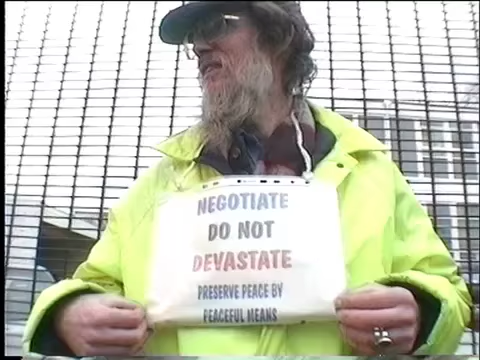 NEGOTIATE
DO NOT
DEVASTATE
PRESERVE PEACE BY
PEACEFUL MEANS